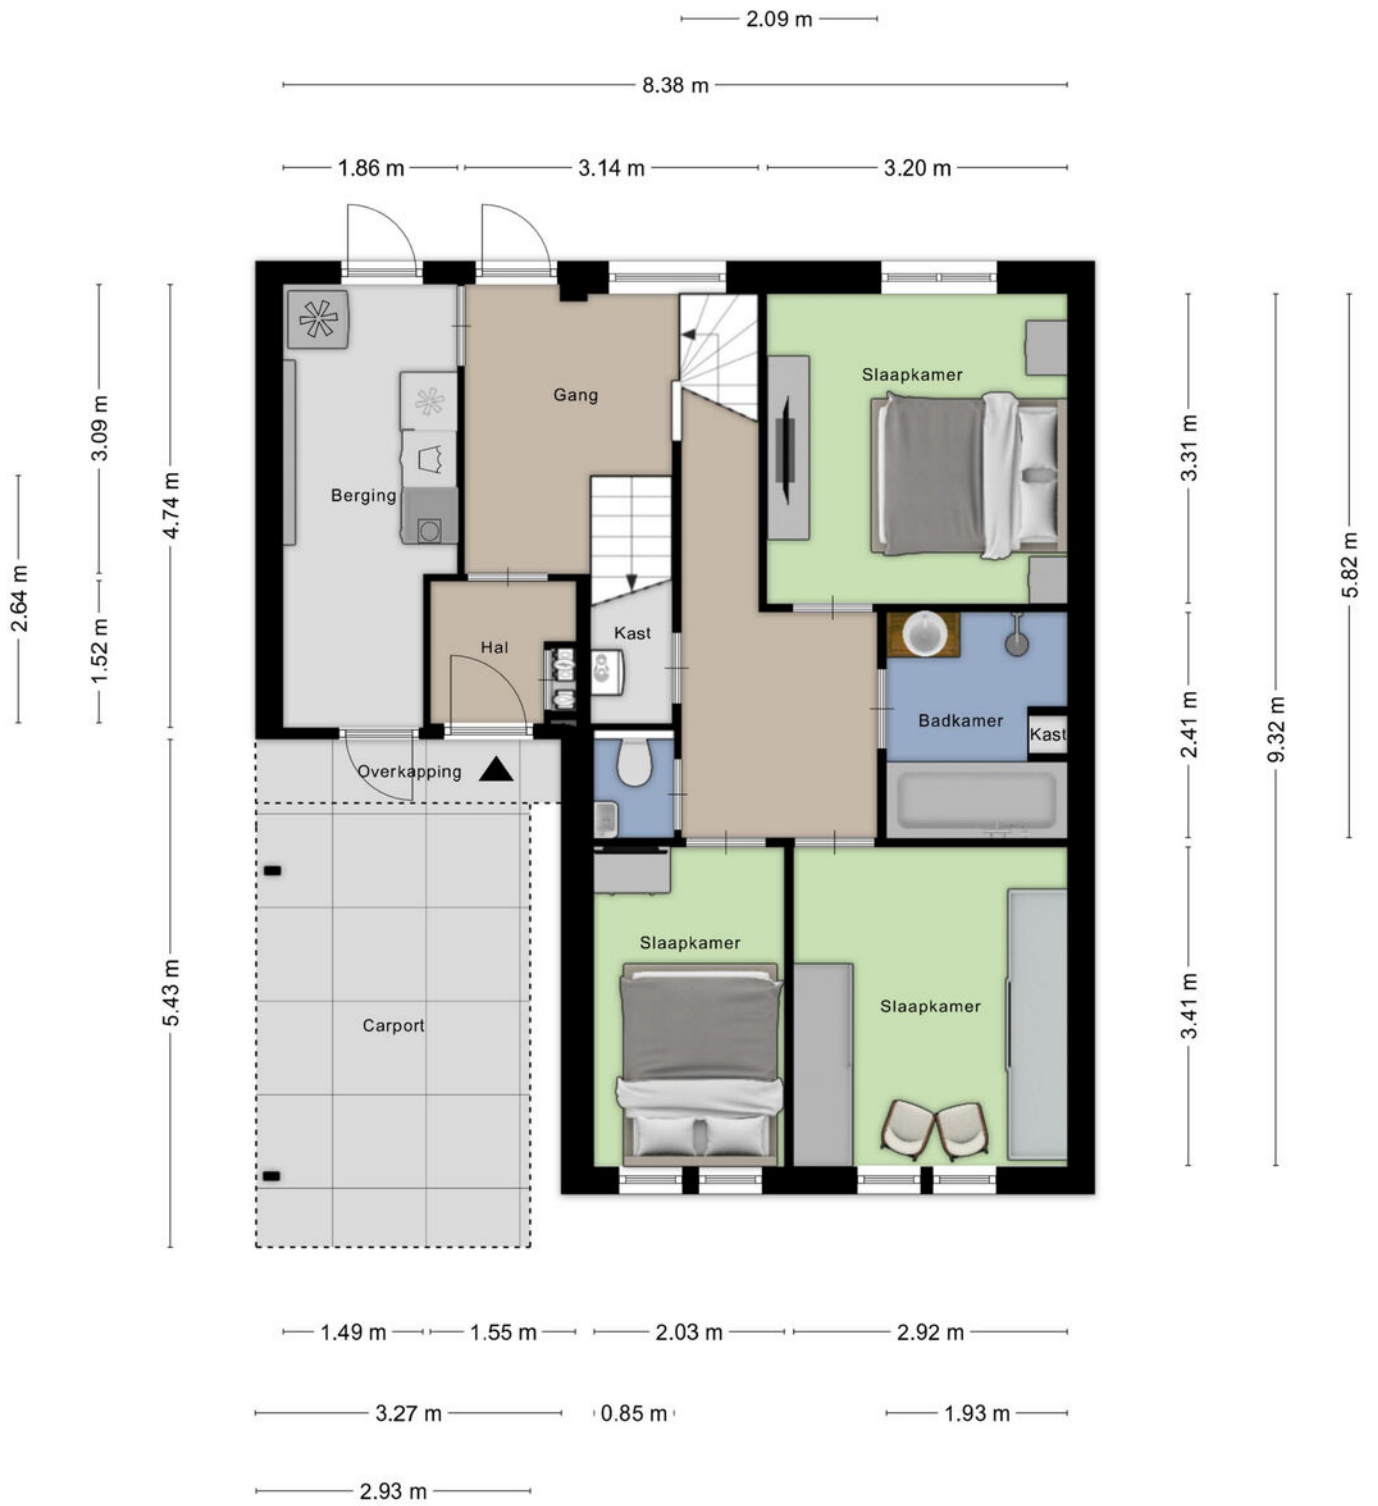 2.09 m
8.38 m
1.86 m
3.14 m
3.20 m
Slaapkamer
Gang
3.09 m
3.31 m
4.74 m
Berging
5.82 m
2.64 m
Kast
1.52 m
Hal
Badkamer
Kast
2.41 m
9.32 m
Overkapping
Slaapkamer
5.43 m
Slaapkamer
3.41 m
Carport
1.49 m
1.55 m
2.03 m
2.92 m
3.27 m
0.85 m
1.93 m
2.93 m